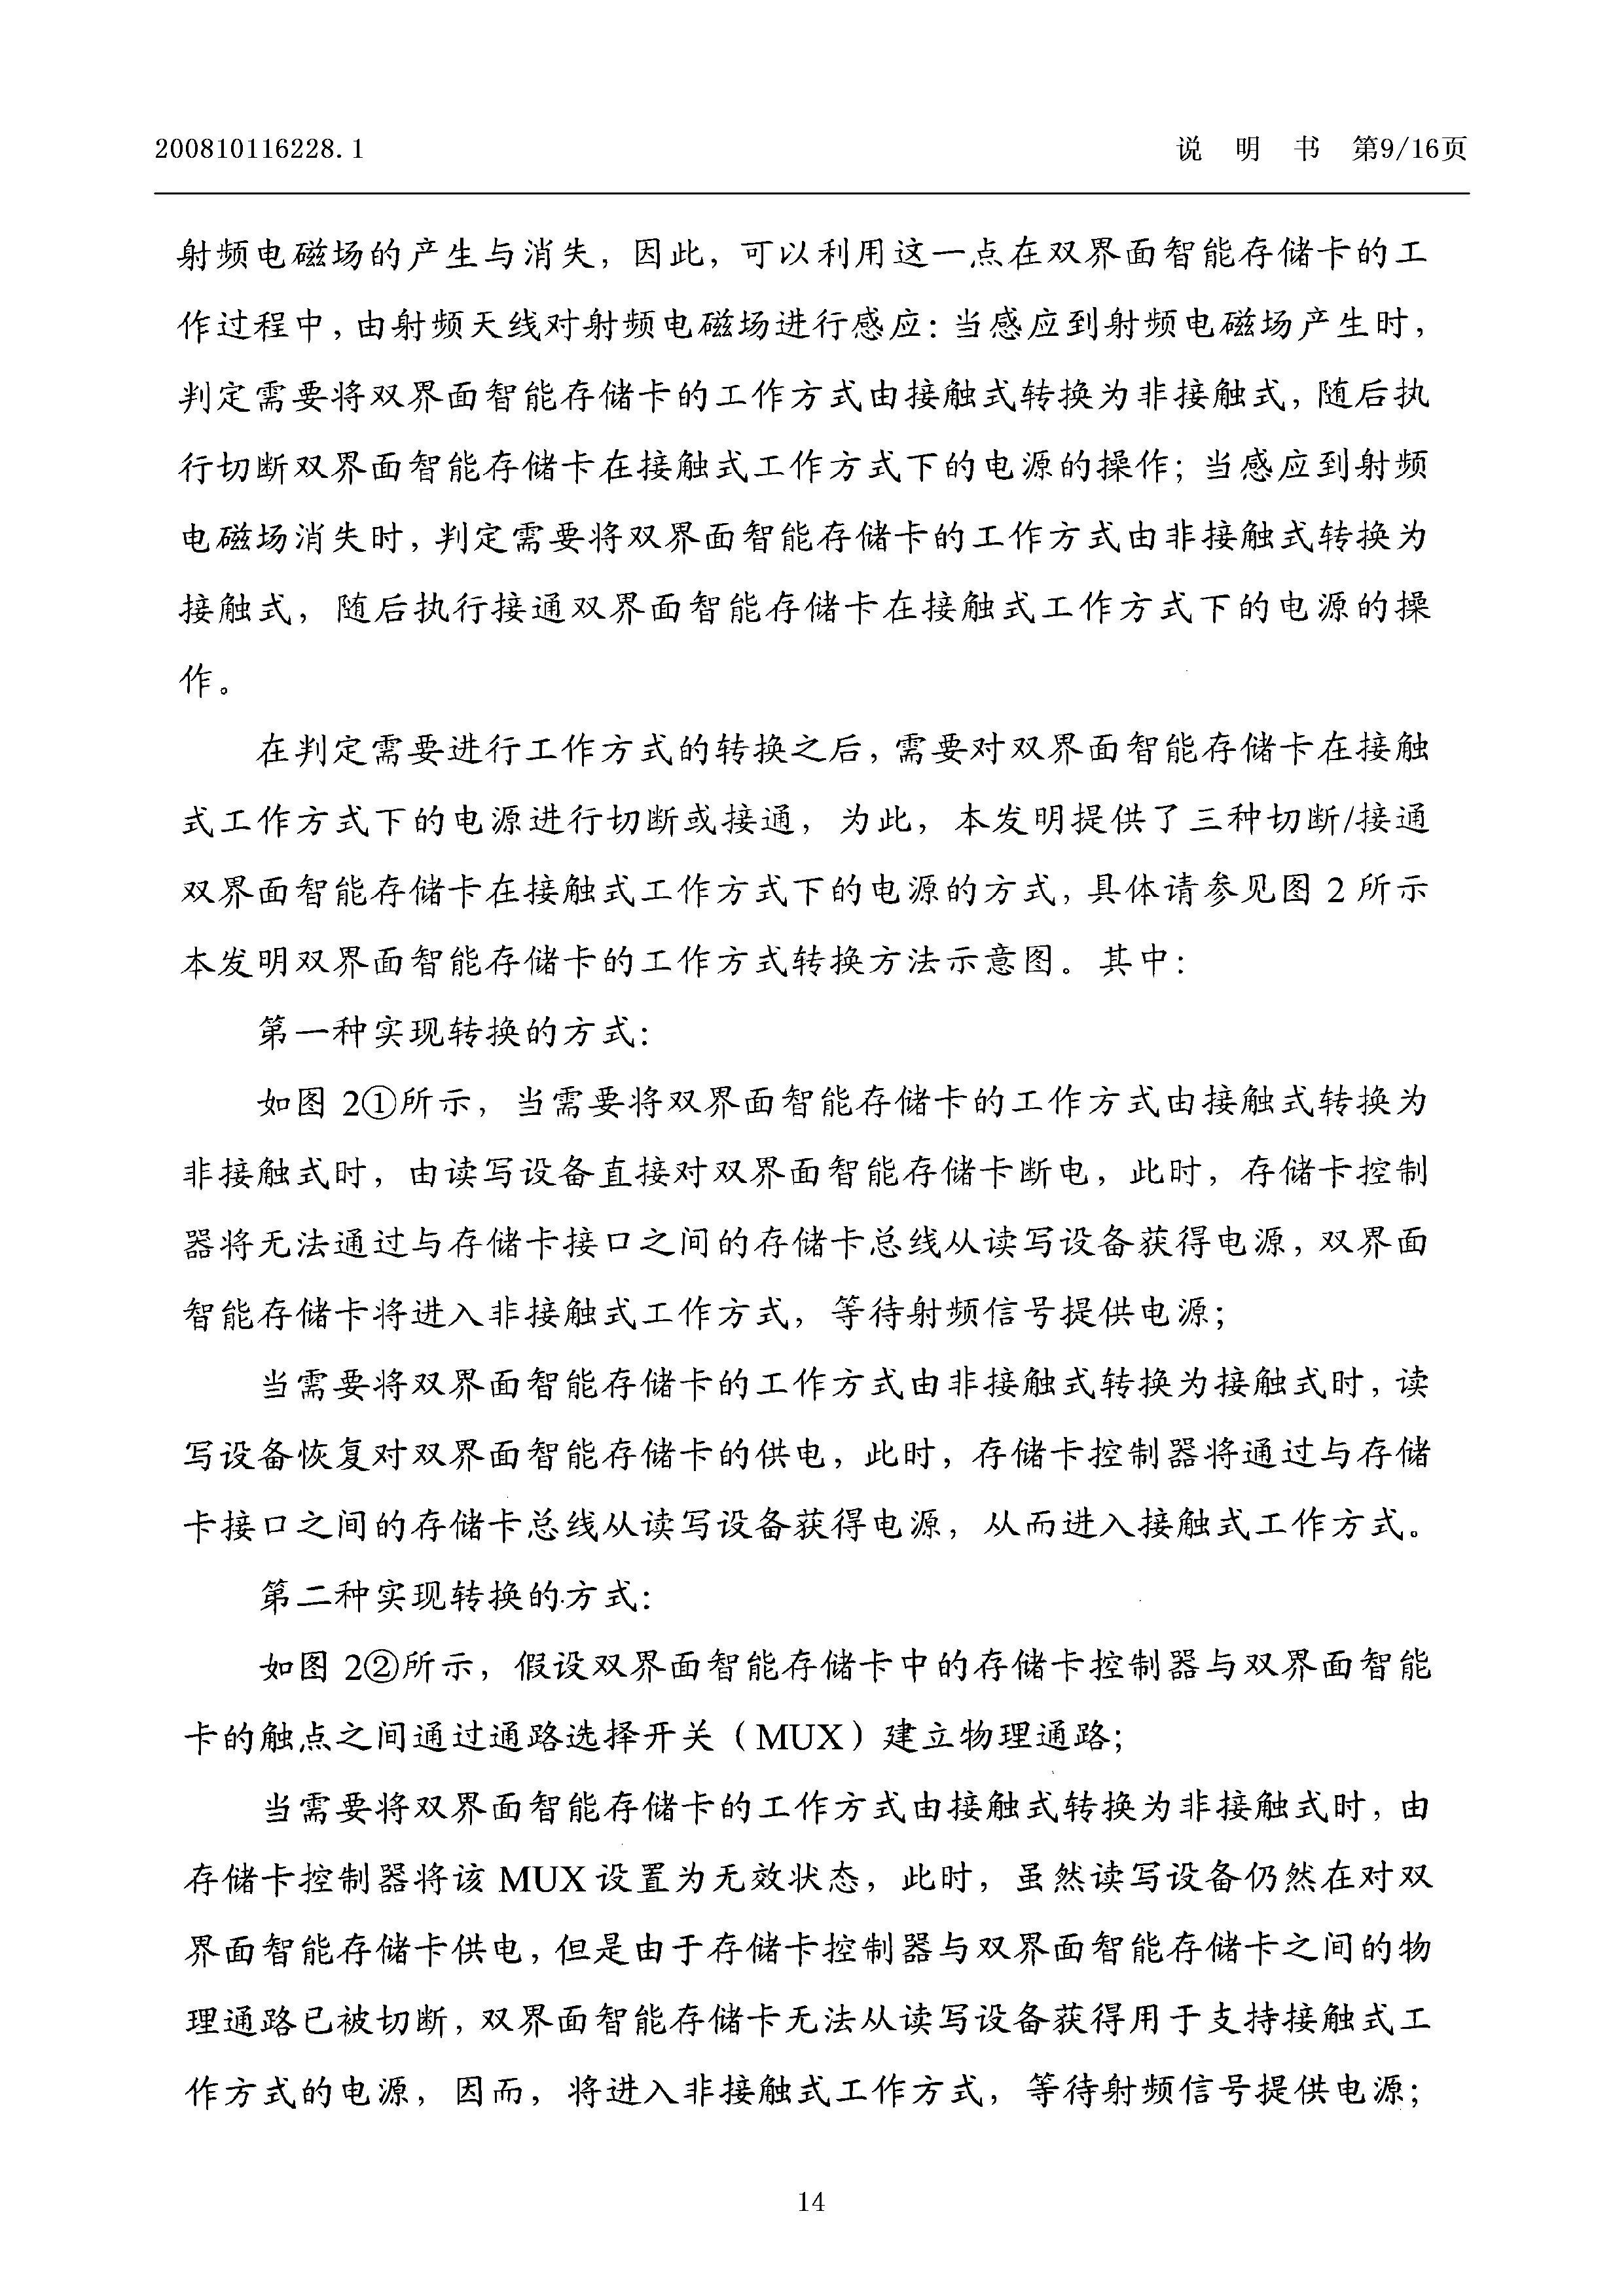 200810116228.1
说 明 书 第9/16页
射频电磁场的产生与消失，因此，可以利用这一点在双界面智能存储卡的工
作过程中，由射频天线对射频电磁场进行感应：当感应到射频电磁场产生时，
判定需要将双界面智能存储卡的工作方式由接触式转换为非接触式，随后执
行切断双界面智能存储卡在接触式工作方式下的电源的操作；当感应到射频
电磁场消失时，判定需要将双界面智能存储卡的工作方式由非接触式转换为
接触式，随后执行接通双界面智能存储卡在接触式工作方式下的电源的操
作。
在判定需要进行工作方式的转换之后，需要对双界面智能存储卡在接触
式工作方式下的电源进行切断或接通，为此，本发明提供了三种切断/接通
双界面智能存储卡在接触式工作方式下的电源的方式，具体请参见图 2 所示
本发明双界面智能存储卡的工作方式转换方法示意图。其中：
第一种实现转换的方式：
如图 2①所示，当需要将双界面智能存储卡的工作方式由接触式转换为
非接触式时，由读写设备直接对双界面智能存储卡断电，此时，存储卡控制
器将无法通过与存储卡接口之间的存储卡总线从读写设备获得电源，双界面
智能存储卡将进入非接触式工作方式，等待射频信号提供电源；
当需要将双界面智能存储卡的工作方式由非接触式转换为接触式时，读
写设备恢复对双界面智能存储卡的供电，此时，存储卡控制器将通过与存储
卡接口之间的存储卡总线从读写设备获得电源，从而进入接触式工作方式。
第二种实现转换的方式：
如图 2②所示，假设双界面智能存储卡中的存储卡控制器与双界面智能
卡的触点之间通过通路选择开关（MUX）建立物理通路；
当需要将双界面智能存储卡的工作方式由接触式转换为非接触式时，由
存储卡控制器将该 MUX 设置为无效状态，此时，虽然读写设备仍然在对双
界面智能存储卡供电，但是由于存储卡控制器与双界面智能存储卡之间的物
理通路已被切断，双界面智能存储卡无法从读写设备获得用于支持接触式工
作方式的电源，因而，将进入非接触式工作方式，等待射频信号提供电源；
14